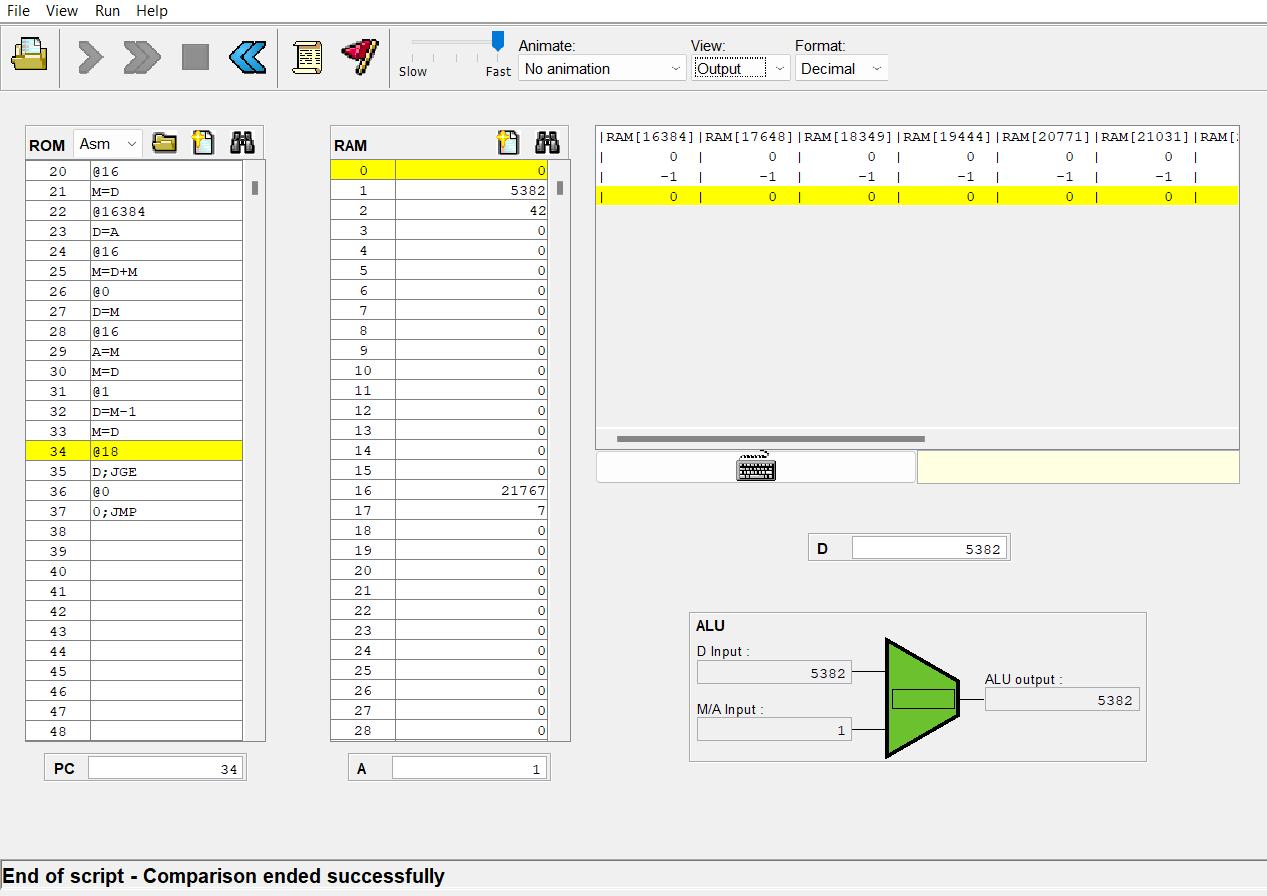 File View Run Help
Slow Fast
Animate: View: Format:
No animation Output Decimal
ROM Asm
20 @16
21 M=D
22 @16384
23 D=A
24 @16
25 M=D+M
26 @0
27 D=M
28 @16
29 A=M
30 M=D
31 @1
32 D=M-1
33 M=D
34 @18
35 D;JGE
36 @0
37 0;JMP
38
39
40
41
42
43
44
45
46
47
48
PC 34
RAM
0 0
1 5382
2 42
3 0
4 0
5 0
6 0
7 0
8 0
9 0
10 0
11 0
12 0
13 0
14 0
15 0
16 21767
17 7
18 0
19 0
20 0
21 0
22 0
23 0
24 0
25 0
26 0
27 0
28 0
A 1
|RAM[16384]|RAM[17648]|RAM[18349]|RAM[19444]|RAM[20771]|RAM[21031]|RAM[
| 0 | 0 | 0 | 0 | 0 | 0 |
| -1 | -1 | -1 | -1 | -1 | -1 |
| 0 | 0 | 0 | 0 | 0 | 0 |
D 5382
ALU
D Input :
5382
M/A Input :
1
ALU output :
5382
End of script - Comparison ended successfully